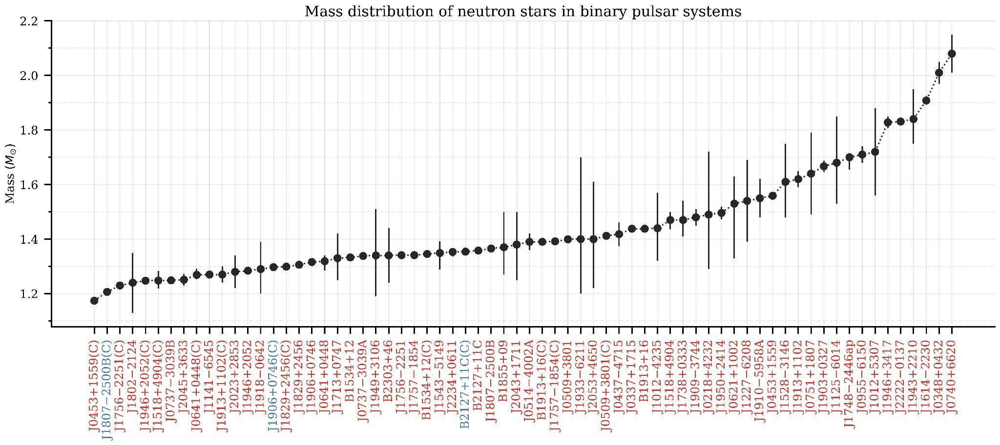 Mass distribution of neutron stars in binary pulsar systems
Mass (M⊙)
2.2
2.0
1.8
1.6
1.4
1.2
J0453+1559(C)
J1807−2500B(C)
J1756−2251(C)
J1802−2124
J1946+2052(C)
J1518+4904(C)
J0737−3039B
J2045+3633
J0641+0448(C)
J1141−6545
J1913+1102(C)
J2023+2853
J1946+2052
J1918−0642
J1906+0746(C)
J1829+2456(C)
J1829+2456
J1906+0746
J0641+0448
J1713+0747
B1534+12
J0737−3039A
J1949+3106
B2303+46
J1756−2251
J1757−1854
B1534+12(C)
J1543−5149
J2234+0611
B2127+11C(C)
B2127+11C
J1807−2500B
B1855+09
J2043+1711
J0514−4002A
B1913+16(C)
J1757−1854(C)
J0509+3801
J1933−6211
J2053+4650
J0509+3801(C)
J0437−4715
J0337+1715
B1913+16
J1012−4235
J1518+4904
J1738+0333
J1909−3744
J0218+4232
J1950+2414
J0621+1002
J1227−6208
J1910−5958A
J0453+1559
J1528−3146
J1913+1102
J0751+1807
J1903+0327
J1125−6014
J1748−2446ap
J0955−6150
J1012+5307
J1946+3417
J2222−0137
J1943+2210
J1614−2230
J0348+0432
J0740+6620